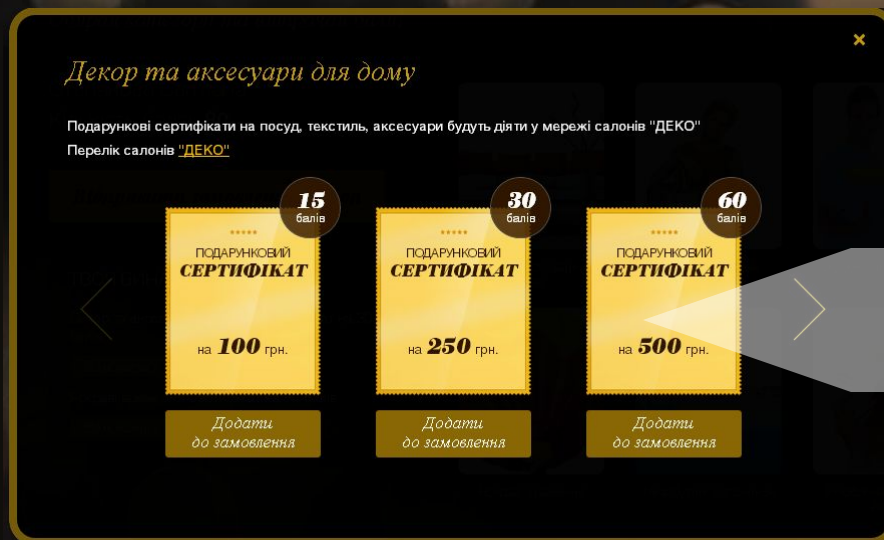 Декор та аксесуари для дому
Подарункові сертифікати на посуд, текстиль, аксесуари будуть діяти у мережі салонів "ДЕКО"
Перелік салонів "ДЕКО"
15
балів
ПОДАРУНКОВИЙ
СЕРТИФІКАТ
на 100 грн.
Додати
до замовлення
30
балів
ПОДАРУНКОВИЙ
СЕРТИФІКАТ
на 250 грн.
Додати
до замовлення
60
балів
ПОДАРУНКОВИЙ
СЕРТИФІКАТ
на 500 грн.
Додати
до замовлення